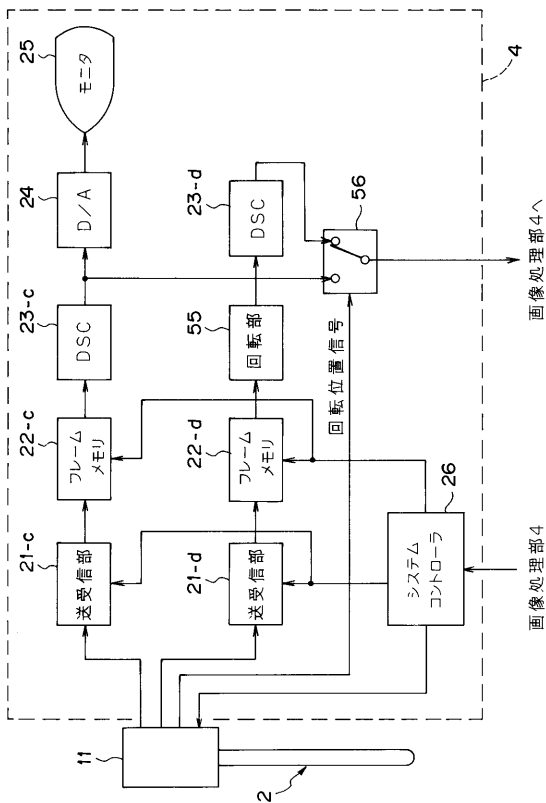 25
モニタ
24
D/A
23-c
DSC
22-c
フレーム
メモリ
21-c
送受信部
11
2
23-d
DSC
55
回転部
22-d
フレーム
メモリ
21-d
送受信部
56
回転位置信号
26
システム
コントローラ
4
画像処理部4へ
画像処理部4